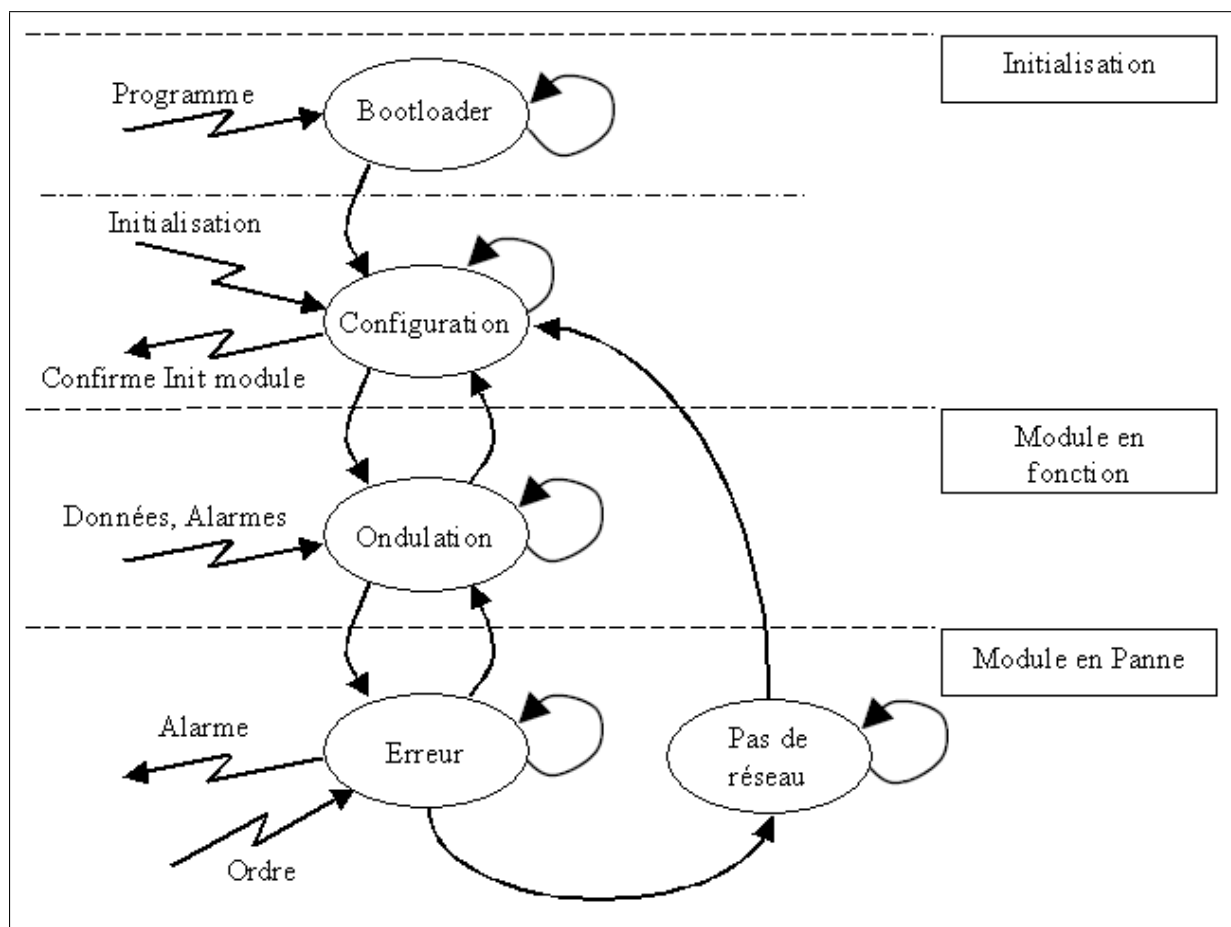 Initialisation
Programme
Bootloader
Initialisation
Configuration
Confirme Init module
Module en
fonction
Données, Alarmes
Ondulation
Module en Panne
Alarme
Erreur
Pas de
réseau
Ordre